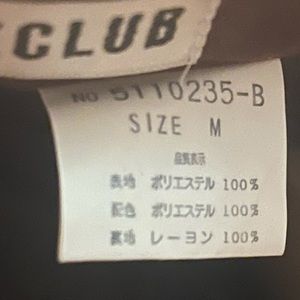 CLUB
NO 5110235-B
SIZE M
品質表示
表地 ポリエステル 100%
配色 ポリエステル 100%
裏地 レーヨン 100%